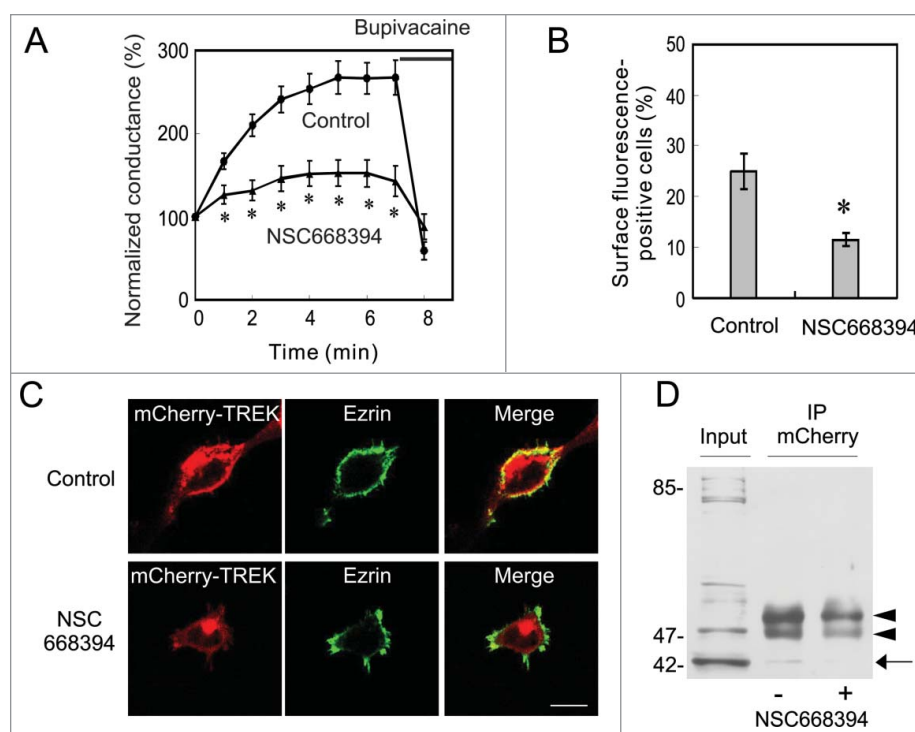 A
Bupivacaine
Normalized conductance (%)
300
200
100
0
Control
NSC668394
* * * * * * *
0 2 4 6 8
Time (min)
B
Surface fluorescence-
positive cells (%)
50
40
30
20
10
0
*
Control NSC668394
C
mCherry-TREK Ezrin Merge
Control
mCherry-TREK Ezrin Merge
NSC
668394
D
IP
Input mCherry
85-
47-
42-
- +
NSC668394